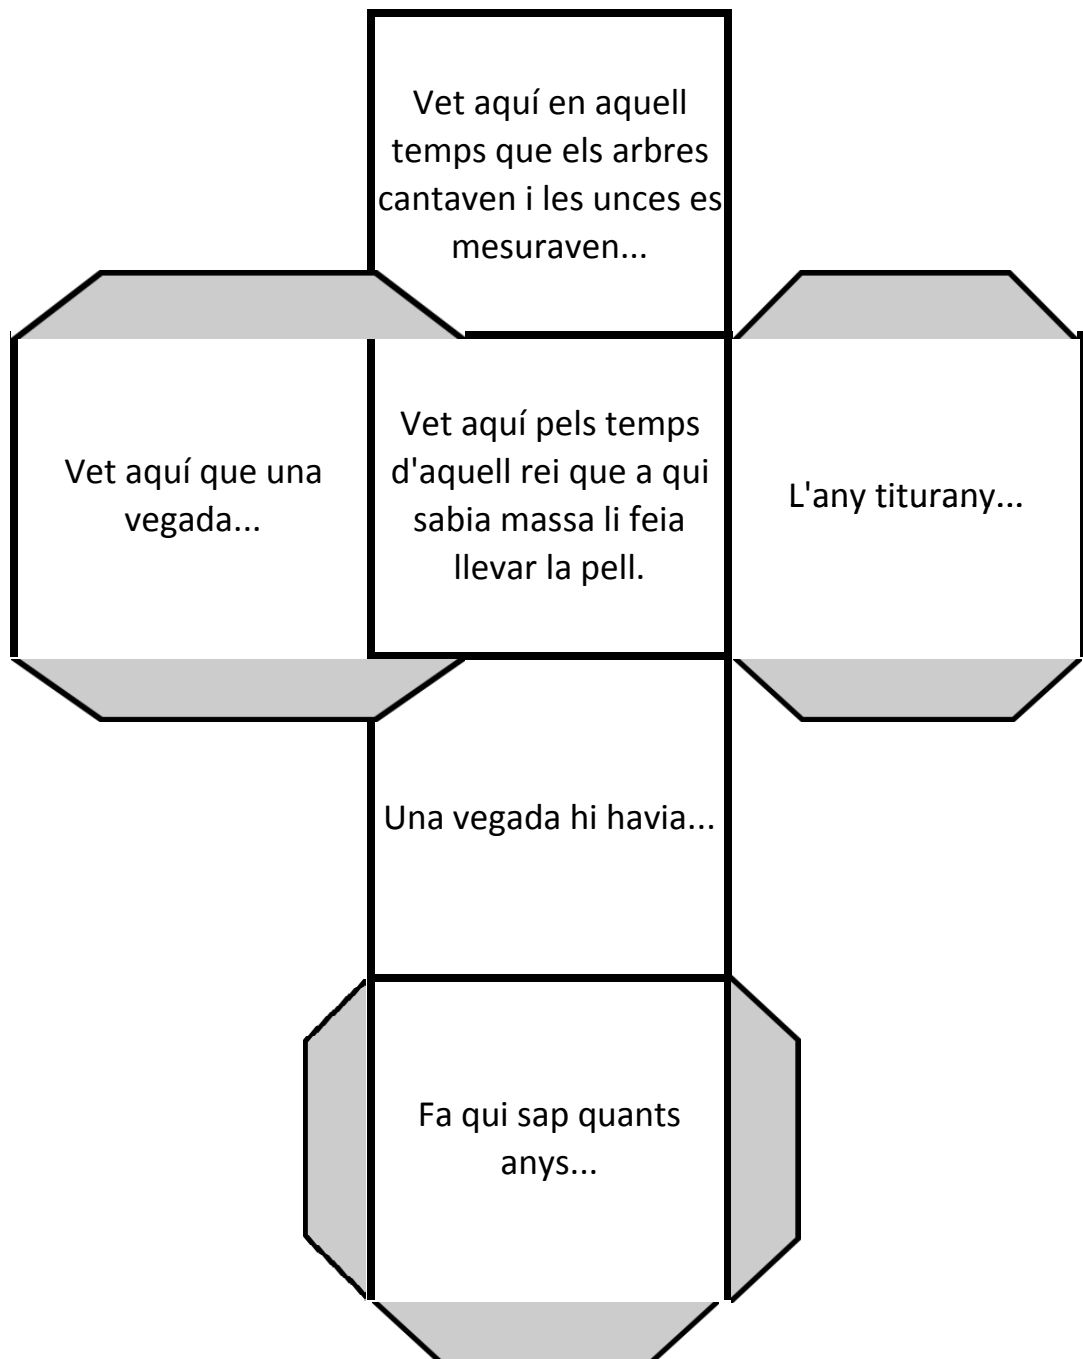 Vet aquí en aquell
temps que els arbres
cantaven i les unces es
mesuraven...
Vet aquí que una
vegada...
Vet aquí pels temps
d'aquell rei que a qui
sabia massa li feia
llevar la pell.
L'any titurany...
Una vegada hi havia...
Fa qui sap quants
anys...